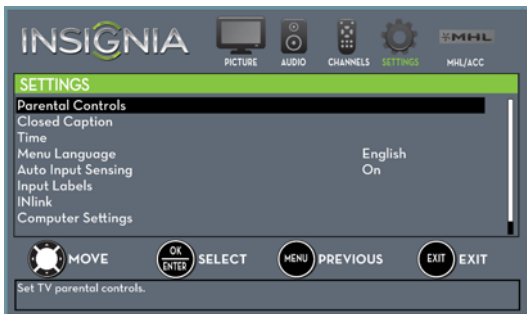 INSIGNIA
PICTURE AUDIO CHANNELS SETTINGS MHL/ACC
MHL
SETTINGS
Parental Controls
Closed Caption
Time
Menu Language English
Auto Input Sensing On
Input Labels
INlink
Computer Settings
MOVE OK ENTER SELECT MENU PREVIOUS EXIT EXIT
Set TV parental controls.